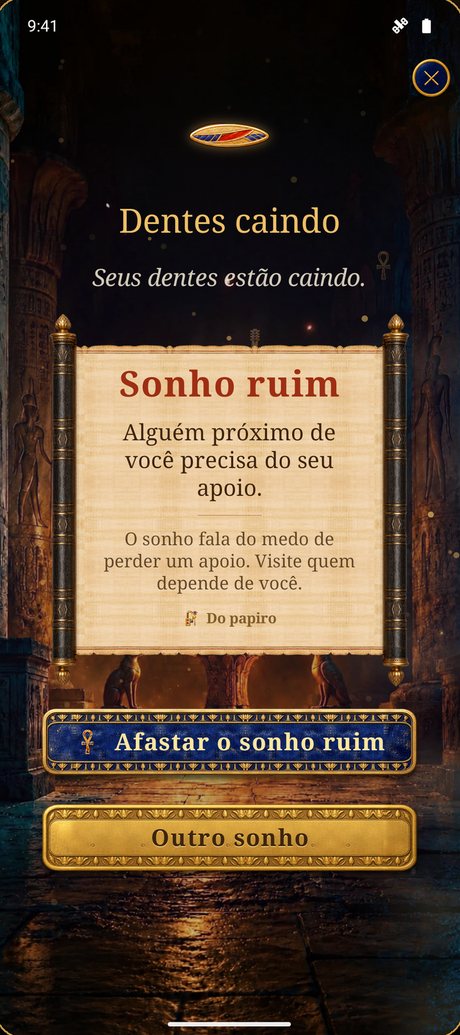 9:41
Dentes caindo
Seus dentes estão caindo.
Sonho ruim
Alguém próximo de
você precisa do seu
apoio.
O sonho fala do medo de
perder um apoio. Visite quem
depende de você.
Do papiro
Afastar o sonho ruim
Outro sonho